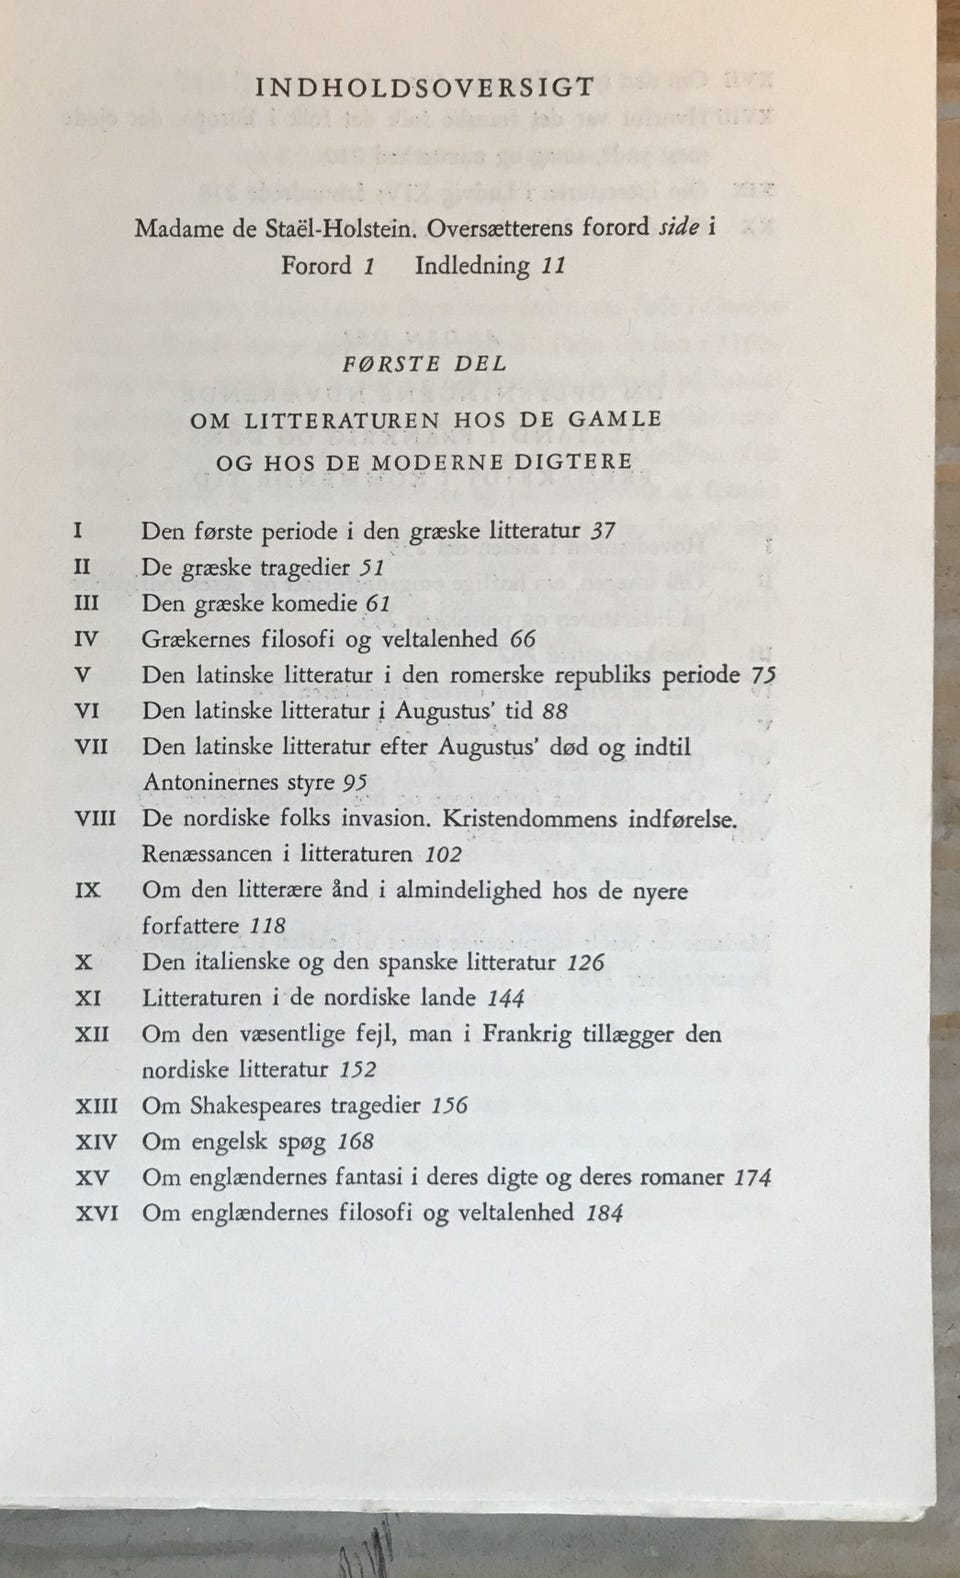 INDHOLDSOVERSIGT
Madame de Staël-Holstein. Oversætterens forord side i
Forord 1 Indledning 11
FØRSTE DEL
OM LITTERATUREN HOS DE GAMLE
OG HOS DE MODERNE DIGTERE
I Den første periode i den græske litteratur 37
II De græske tragedier 51
III Den græske komedie 61
IV Grækernes filosofi og veltalenhed 66
V Den latinske litteratur i den romerske republiks periode 75
VI Den latinske litteratur i Augustus' tid 88
VII Den latinske litteratur efter Augustus' død og indtil
Antoninernes styre 95
VIII De nordiske folks invasion. Kristendommens indførelse.
Renæssancen i litteraturen 102
IX Om den litterære ånd i almindelighed hos de nyere
forfattere 118
X Den italienske og den spanske litteratur 126
XI Litteraturen i de nordiske lande 144
XII Om den væsentlige fejl, man i Frankrig tillægger den
nordiske litteratur 152
XIII Om Shakespeares tragedier 156
XIV Om engelsk spøg 168
XV Om englændernes fantasi i deres digte og deres romaner 174
XVI Om englændernes filosofi og veltalenhed 184